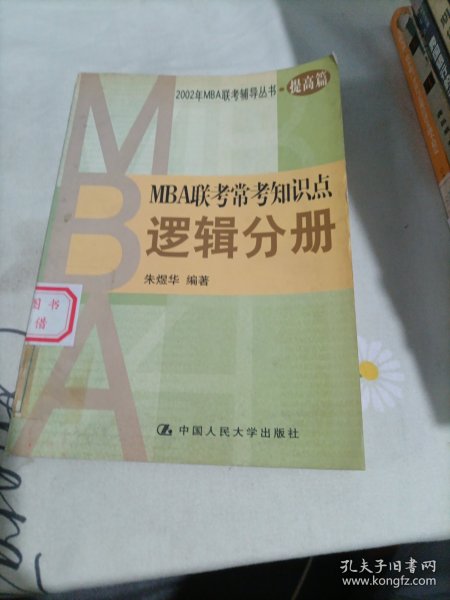 2002年MBA联考辅导丛书·提高篇
MBA
MBA联考常考知识点
逻辑分册
朱煜华 编著
图书
借
中国人民大学出版社
孔夫子旧书网
www.kongfz.com